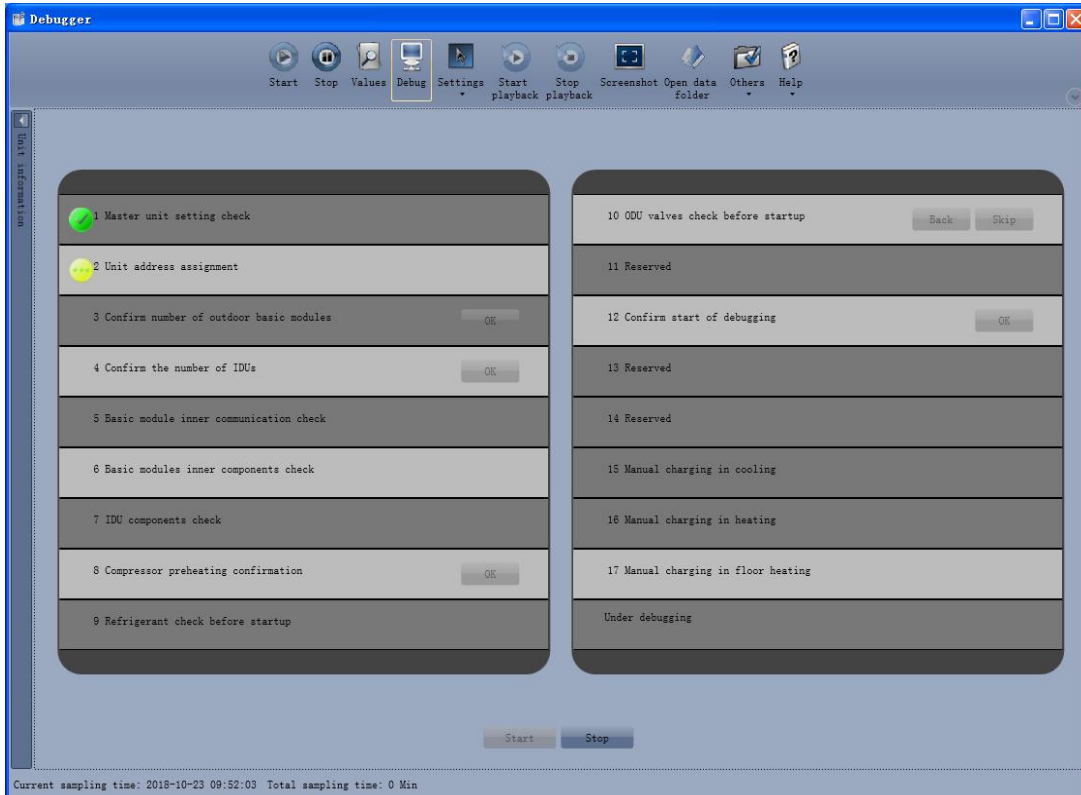 Debugger
Start Stop Values Debug Settings Start playback Stop playback Screenshot Open data folder Others Help
Unit information
1 Master unit setting check
2 Unit address assignment
3 Confirm number of outdoor basic modules OK
4 Confirm the number of IDUs OK
5 Basic module inner communication check
6 Basic modules inner components check
7 IDU components check
8 Compressor preheating confirmation OK
9 Refrigerant check before startup
10 ODU valves check before startup Back Skip
11 Reserved
12 Confirm start of debugging OK
13 Reserved
14 Reserved
15 Manual charging in cooling
16 Manual charging in heating
17 Manual charging in floor heating
Under debugging
Start Stop
Current sampling time: 2018-10-23 09:52:03 Total sampling time: 0 Min